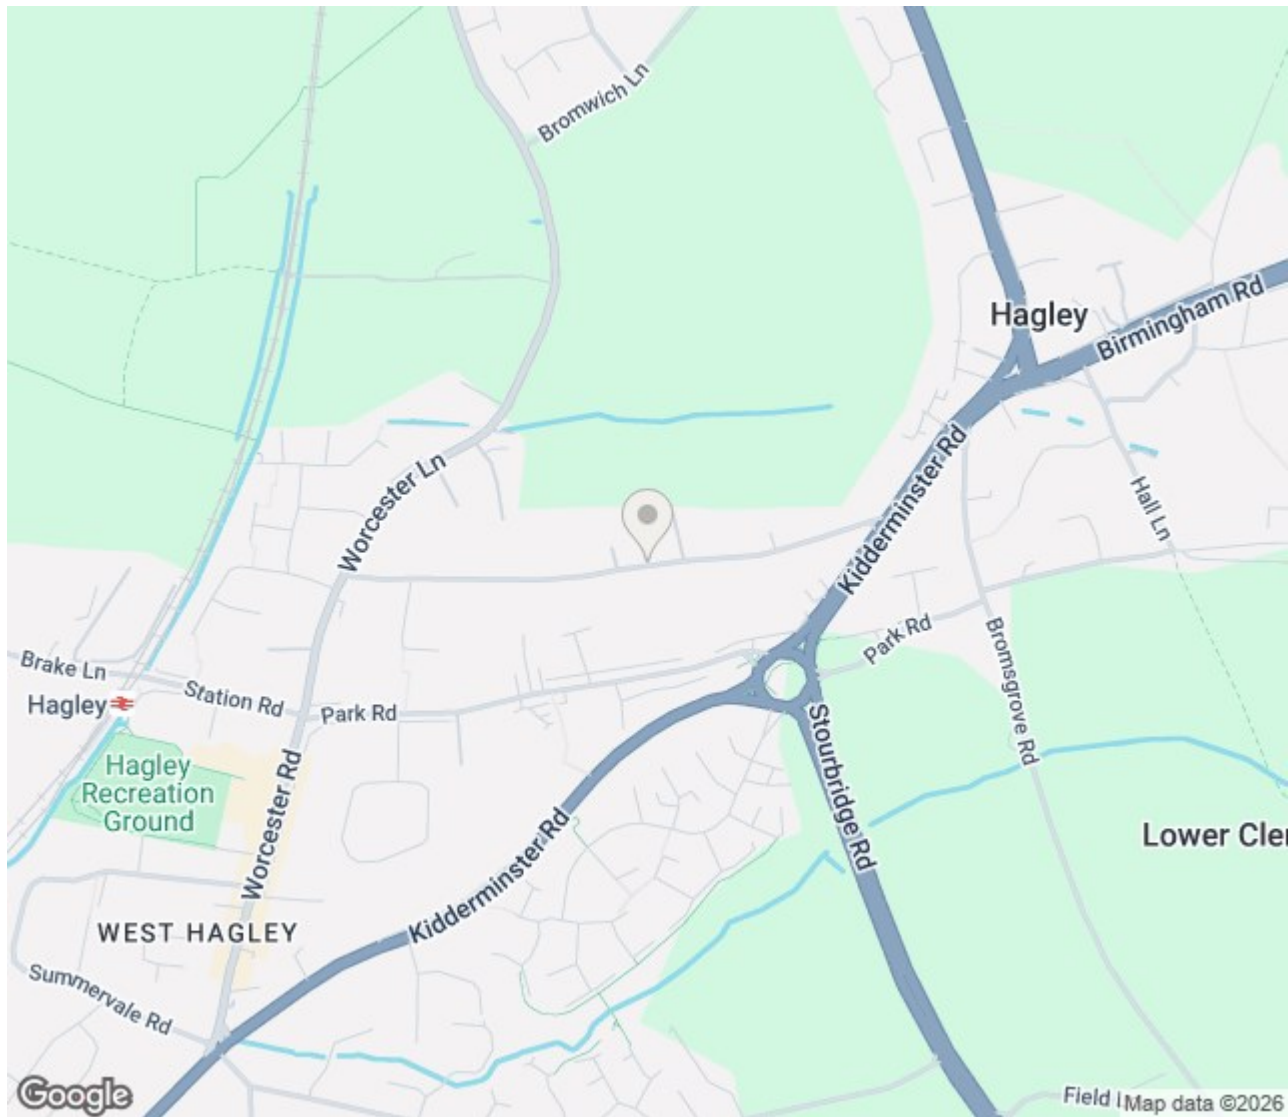 Bromwich Ln
Hagley
Birmingham Rd
Worcester Ln
Kidderminster Rd
Hall Ln
Brake Ln
Station Rd
Hagley
Park Rd
Park Rd
Bromsgrove Rd
Hagley
Recreation
Ground
Worcester Rd
Stourbridge Rd
Kidderminster Rd
Lower Cle
WEST HAGLEY
Summervale Rd
Google
Field
Map data ©2026